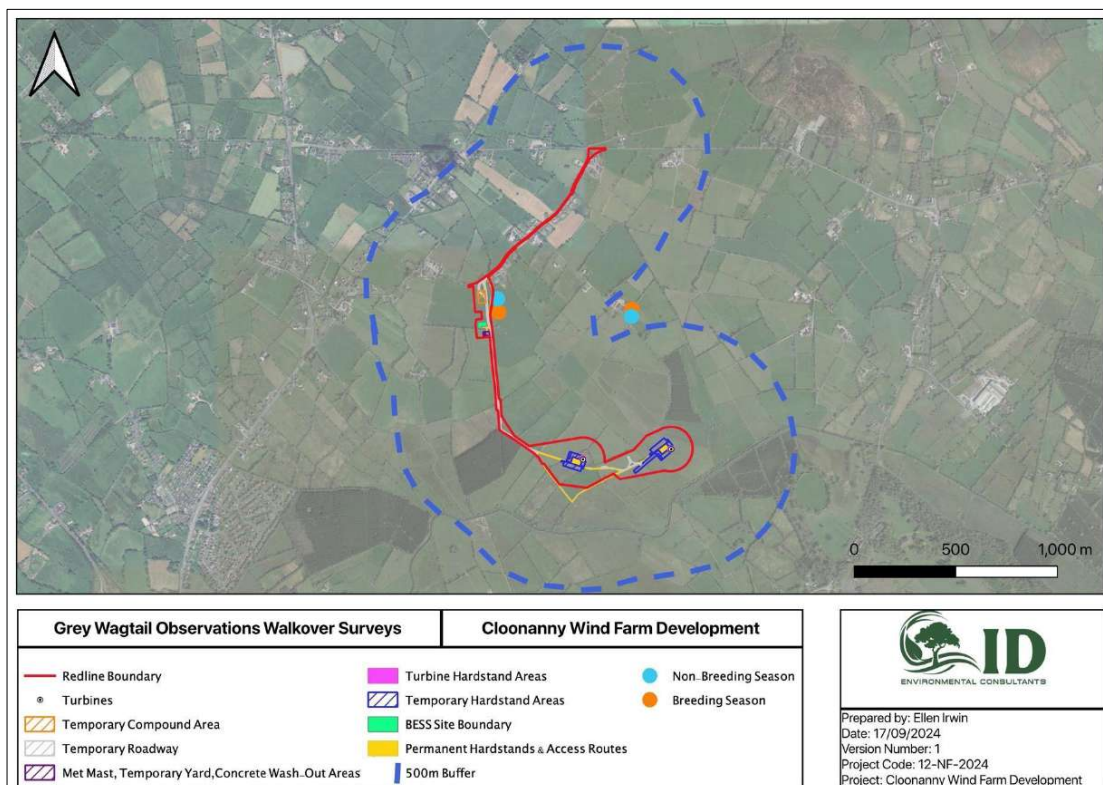 0 500 1,000 m
Grey Wagtail Observations Walkover Surveys
Cloonanny Wind Farm Development
Redline Boundary
Turbines
Temporary Compound Area
Temporary Roadway
Met Mast, Temporary Yard,Concrete Wash-Out Areas
Turbine Hardstand Areas
Temporary Hardstand Areas
BESS Site Boundary
Permanent Hardstands & Access Routes
500m Buffer
Non-Breeding Season
Breeding Season
ID
ENVIRONMENTAL CONSULTANTS
Prepared by: Ellen Irwin
Date: 17/09/2024
Version Number: 1
Project Code: 12-NF-2024
Project: Cloonanny Wind Farm Development